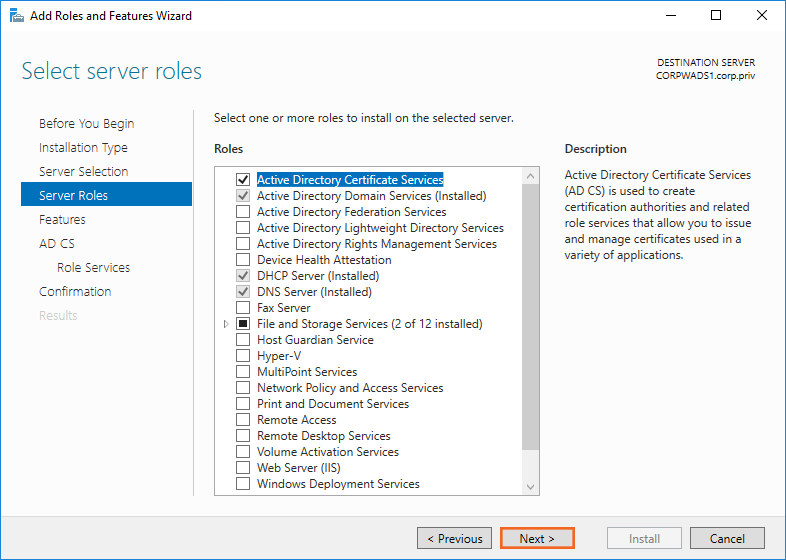 Add Roles and Features Wizard
Select server roles
DESTINATION SERVER
CORPWADS1.corp.priv
Before You Begin
Installation Type
Server Selection
Server Roles
Features
AD CS
Role Services
Confirmation
Results
Select one or more roles to install on the selected server.
Roles
Active Directory Certificate Services
Active Directory Domain Services (Installed)
Active Directory Federation Services
Active Directory Lightweight Directory Services
Active Directory Rights Management Services
Device Health Attestation
DHCP Server (Installed)
DNS Server (Installed)
Fax Server
File and Storage Services (2 of 12 installed)
Host Guardian Service
Hyper-V
MultiPoint Services
Network Policy and Access Services
Print and Document Services
Remote Access
Remote Desktop Services
Volume Activation Services
Web Server (IIS)
Windows Deployment Services
Description
Active Directory Certificate Services
(AD CS) is used to create
certification authorities and related
role services that allow you to issue
and manage certificates used in a
variety of applications.
< Previous
Next >
Install
Cancel